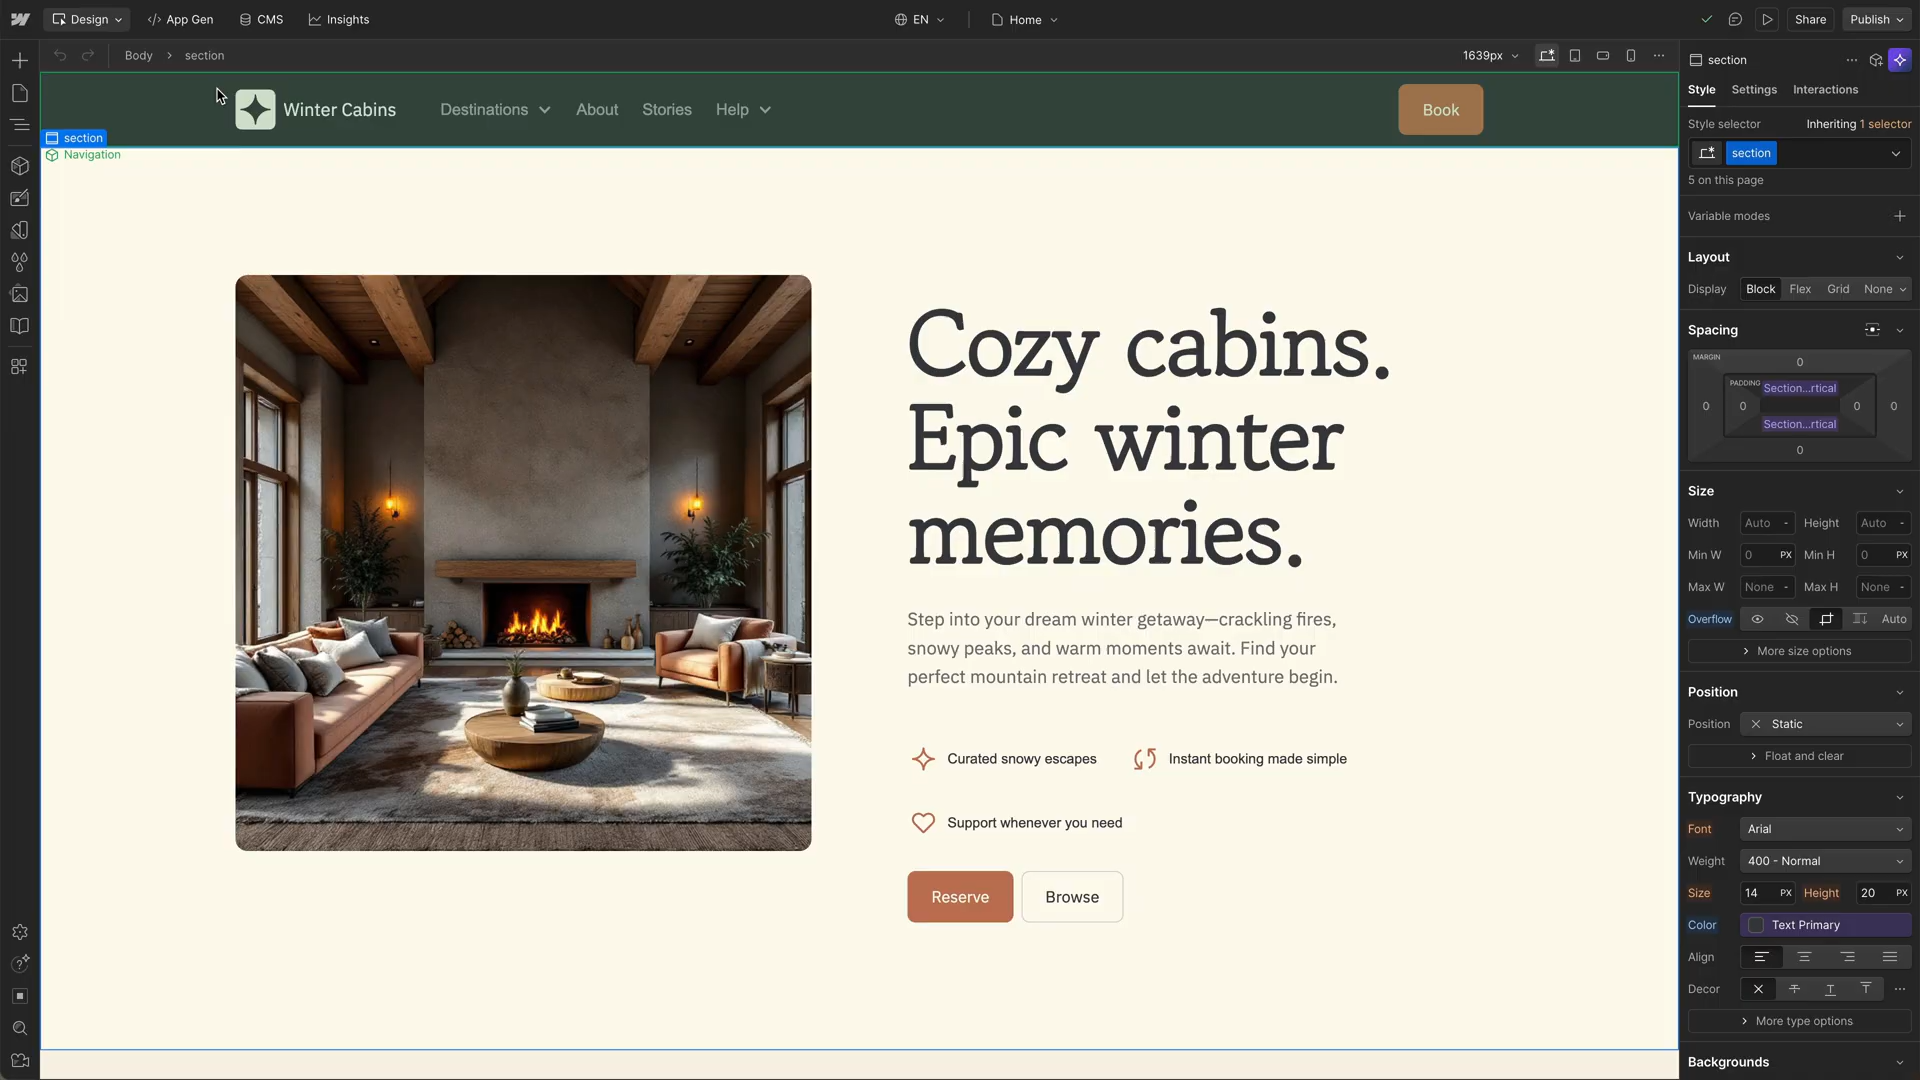 Design
App Gen
CMS
Insights
EN
Home
Share
Publish
Body > section
1639px
section
Winter Cabins
Destinations
About
Stories
Help
Book
section
Navigation
Cozy cabins.
Epic winter
memories.
Step into your dream winter getaway—crackling fires,
snowy peaks, and warm moments await. Find your
perfect mountain retreat and let the adventure begin.
Curated snowy escapes
Instant booking made simple
Support whenever you need
Reserve
Browse
Style
Settings
Interactions
Style selector
Inheriting 1 selector
section
5 on this page
Variable modes
Layout
Display Block Flex Grid None
Spacing
MARGIN
0
PADDING
Section...rtical
0 0 0 0
Section...rtical
0
Size
Width Auto - Height Auto -
Min W 0 PX Min H 0 PX
Max W None - Max H None -
Overflow Auto
More size options
Position
Position Static
Float and clear
Typography
Font Arial
Weight 400 - Normal
Size 14 PX Height 20 PX
Color Text Primary
Align
Decor
More type options
Backgrounds